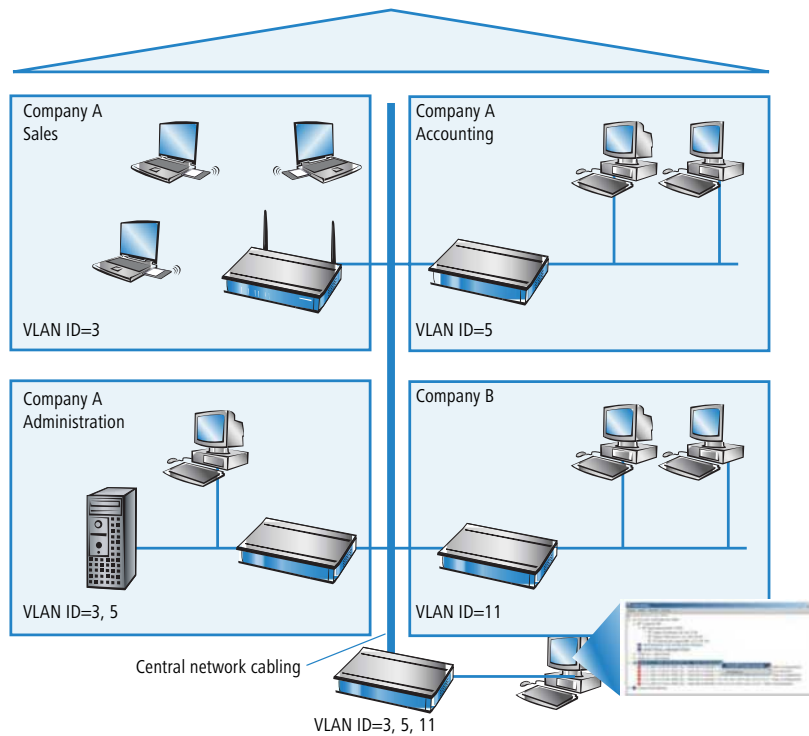 Company A
Sales
VLAN ID=3
Company A
Accounting
VLAN ID=5
Company A
Administration
VLAN ID=3, 5
Company B
VLAN ID=11
Central network cabling
VLAN ID=3, 5, 11